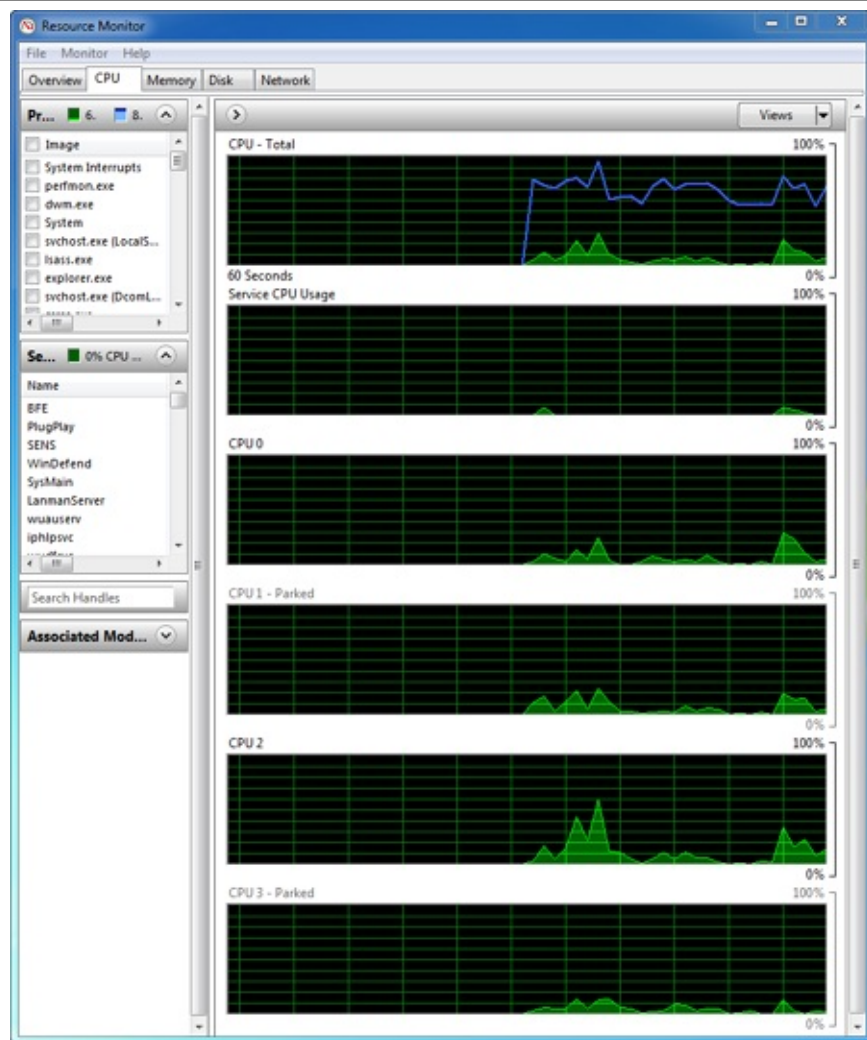 Resource Monitor
File Monitor Help
Overview CPU Memory Disk Network
Pr... 6. 8.
Image
System Interrupts
perfmon.exe
dwm.exe
System
svchost.exe (LocalS...
lsass.exe
explorer.exe
svchost.exe (DcomL...
Se... 0% CPU ...
Name
BFE
PlugPlay
SENS
WinDefend
SysMain
LanmanServer
wuauserv
iphlpsvc
Search Handles
Associated Mod...
Views
CPU - Total 100%
60 Seconds 0%
Service CPU Usage 100%
0%
CPU 0 100%
0%
CPU 1 - Parked 100%
0%
CPU 2 100%
0%
CPU 3 - Parked 100%
0%